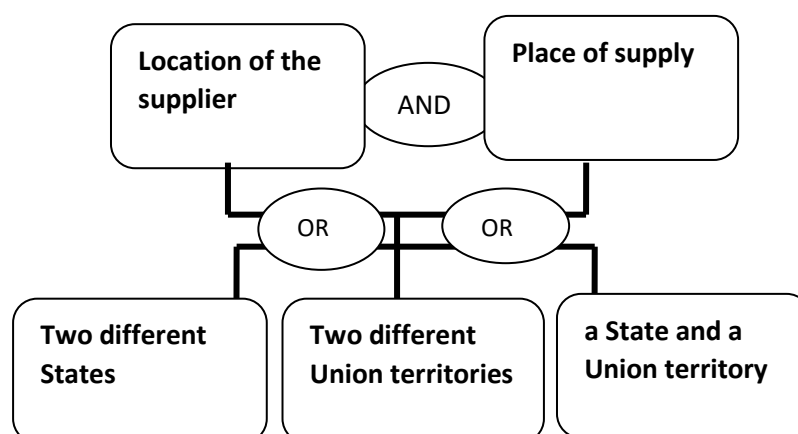 Location of the
supplier
AND
Place of supply
OR
OR
Two different
States
Two different
Union territories
a State and a
Union territory